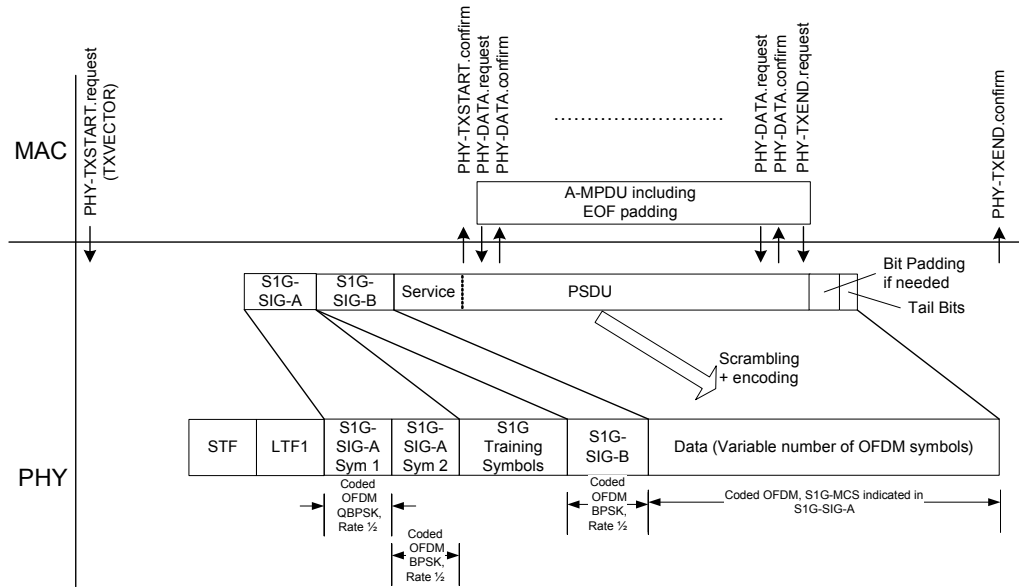 MAC
PHY-TXSTART.request
(TXVECTOR)
PHY-TXSTART.confirm
PHY-DATA.request
PHY-DATA.confirm
PHY-DATA.request
PHY-DATA.confirm
PHY-TXEND.request
PHY-TXEND.confirm
A-MPDU including
EOF padding
S1G-
SIG-A
S1G-
SIG-B
Service
PSDU
Bit Padding
if needed
Tail Bits
Scrambling
+ encoding
PHY
STF
LTF1
S1G-
SIG-A
Sym 1
S1G-
SIG-A
Sym 2
S1G
Training
Symbols
S1G-
SIG-B
Data (Variable number of OFDM symbols)
Coded
OFDM
QBPSK,
Rate ½
Coded
OFDM
BPSK,
Rate ½
Coded
OFDM
BPSK,
Rate ½
Coded OFDM, S1G-MCS indicated in
S1G-SIG-A